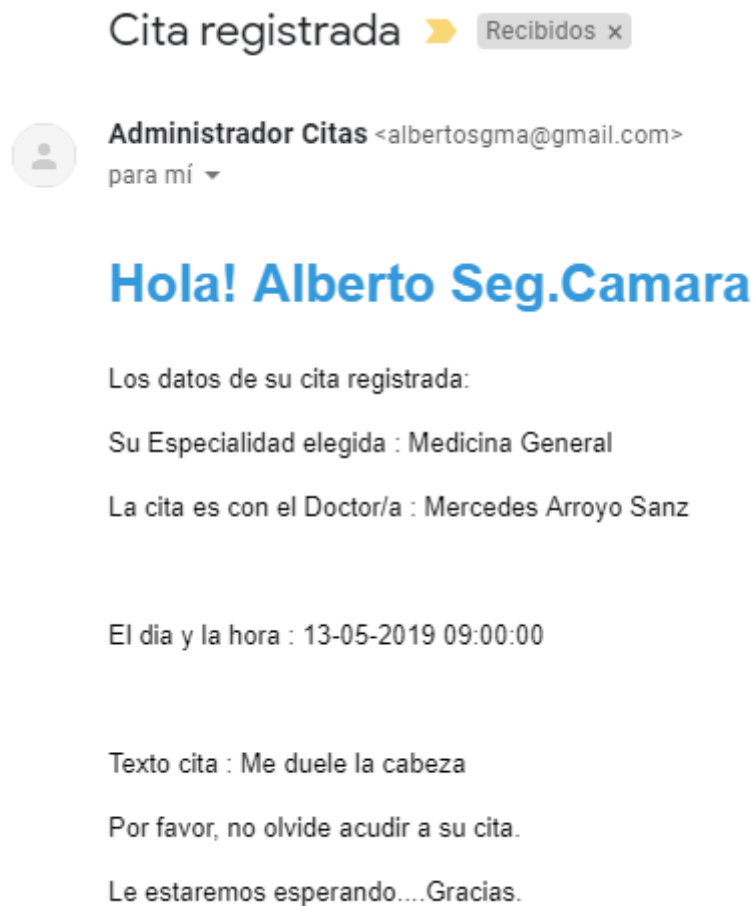 Cita registrada Recibidos x
Administrador Citas <albertosgma@gmail.com>
para mí
Hola! Alberto Seg.Camara
Los datos de su cita registrada:
Su Especialidad elegida : Medicina General
La cita es con el Doctor/a : Mercedes Arroyo Sanz
El dia y la hora : 13-05-2019 09:00:00
Texto cita : Me duele la cabeza
Por favor, no olvide acudir a su cita.
Le estaremos esperando....Gracias.